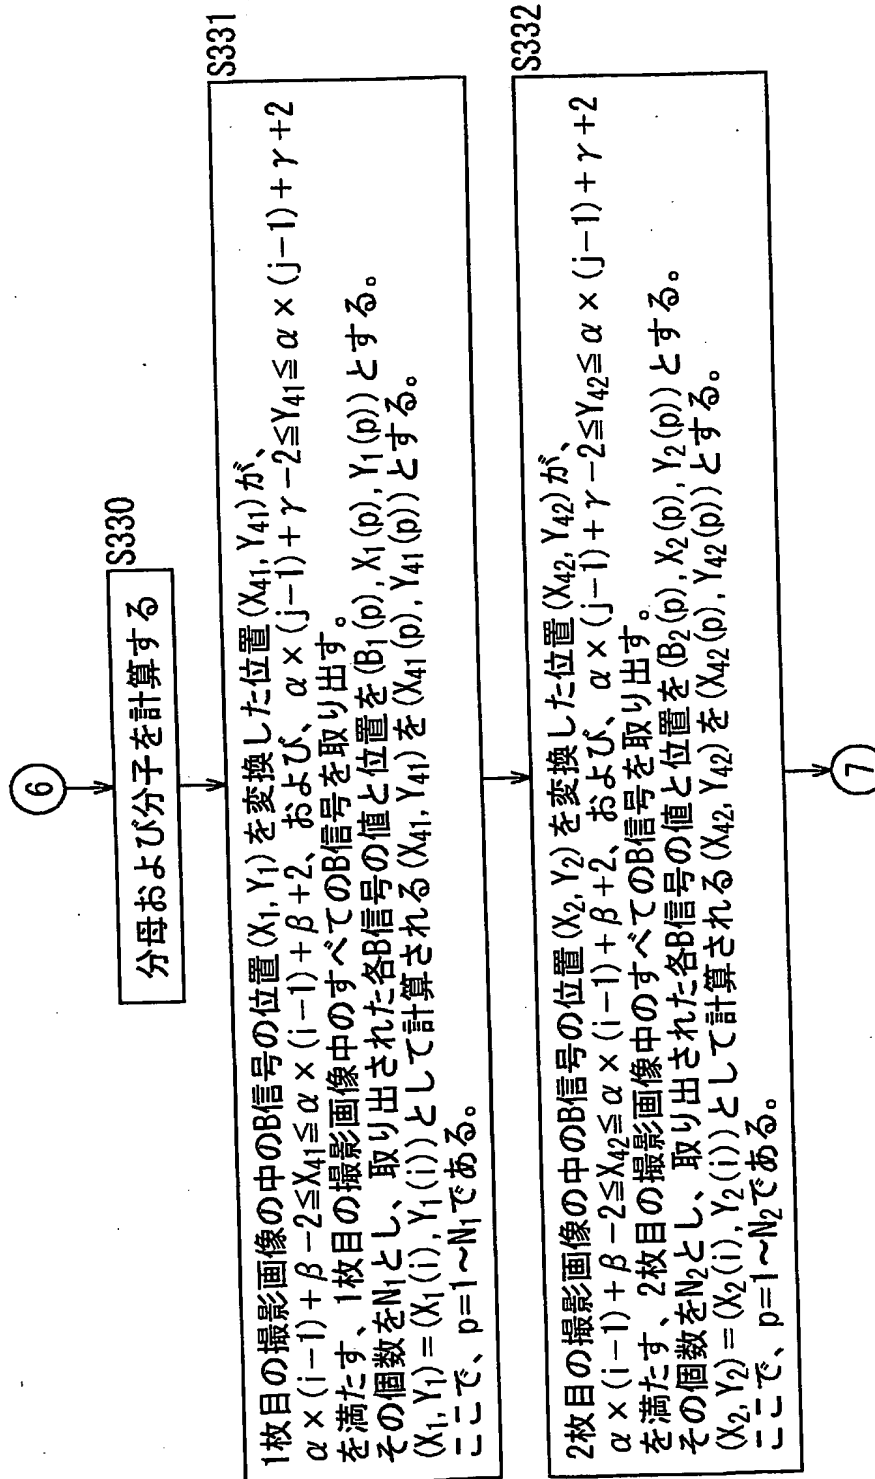 6
S330
分母および分子を計算する
S331
1枚目の撮影画像の中のB信号の位置(X₁, Y₁)を変換した位置(X₄₁, Y₄₁)が、
α×(i−1)+β−2≦X₄₁≦α×(i−1)+β+2、および、α×(j−1)+γ−2≦Y₄₁≦α×(j−1)+γ+2
を満たす、1枚目の撮影画像中のすべてのB信号を取り出す。
その個数をN₁とし、取り出された各B信号の値と位置を(B₁(p), X₁(p), Y₁(p))とする。
(X₁, Y₁)=(X₁(i), Y₁(i))として計算される(X₄₁, Y₄₁)を(X₄₁(p), Y₄₁(p))とする。
ここで、p=1〜N₁である。
S332
2枚目の撮影画像の中のB信号の位置(X₂, Y₂)を変換した位置(X₄₂, Y₄₂)が、
α×(i−1)+β−2≦X₄₂≦α×(i−1)+β+2、および、α×(j−1)+γ−2≦Y₄₂≦α×(j−1)+γ+2
を満たす、2枚目の撮影画像中のすべてのB信号を取り出す。
その個数をN₂とし、取り出された各B信号の値と位置を(B₂(p), X₂(p), Y₂(p))とする。
(X₂, Y₂)=(X₂(i), Y₂(i))として計算される(X₄₂, Y₄₂)を(X₄₂(p), Y₄₂(p))とする。
ここで、p=1〜N₂である。
7